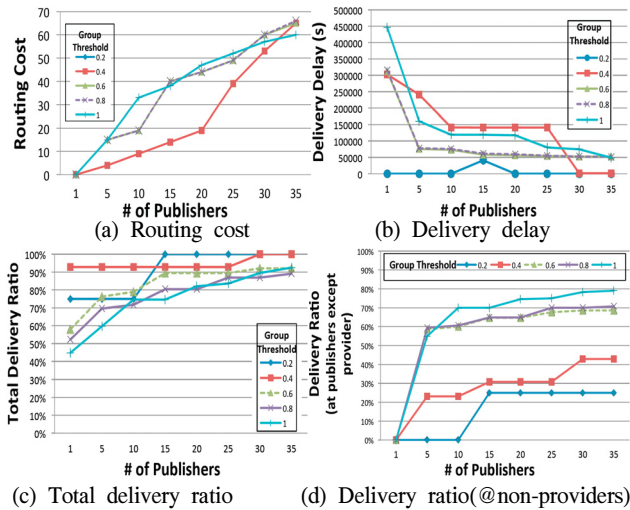 Routing Cost
70
60
50
40
30
20
10
0
Group
Threshold
0.2
0.4
0.6
0.8
1
1 5 10 15 20 25 30 35
# of Publishers
(a) Routing cost
Delivery Delay (s)
500000
450000
400000
350000
300000
250000
200000
150000
100000
50000
0
Group
Threshold
0.2
0.4
0.6
0.8
1
1 5 10 15 20 25 30 35
# of Publishers
(b) Delivery delay
Total Delivery Ratio
100%
90%
80%
70%
60%
50%
40%
30%
20%
10%
0%
Group
Threshold
0.2
0.4
0.6
0.8
1
1 5 10 15 20 25 30 35
# of Publishers
(c) Total delivery ratio
Delivery Ratio
(at publishers except
provider)
100%
90%
80%
70%
60%
50%
40%
30%
20%
10%
0%
Group Threshold 0.2 0.4 0.6 0.8 1
1 5 10 15 20 25 30 35
# of Publishers
(d) Delivery ratio(@non-providers)